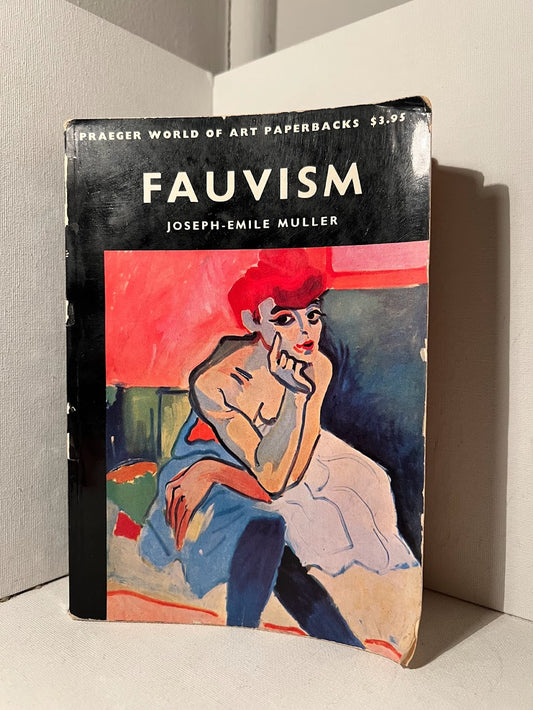 PRAEGER WORLD OF ART PAPERBACKS $3.95
FAUVISM
JOSEPH-EMILE MULLER